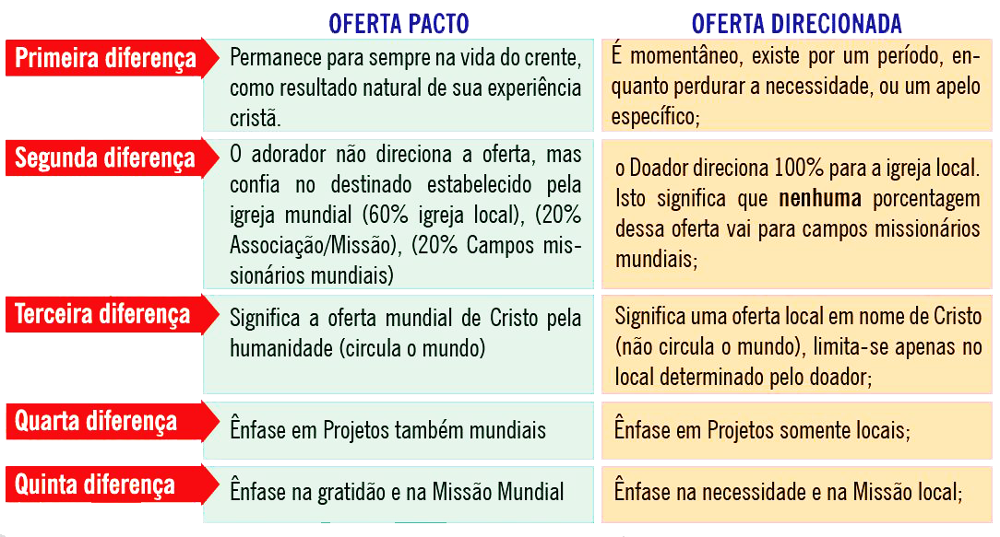 OFERTA PACTO
OFERTA DIRECIONADA
Primeira diferença
Permanece para sempre na vida do crente,
como resultado natural de sua experiência
cristã.
É momentâneo, existe por um período, en-
quanto perdurar a necessidade, ou um apelo
específico;
Segunda diferença
O adorador não direciona a oferta, mas
confia no destinado estabelecido pela
igreja mundial (60% igreja local), (20%
Associação/Missão), (20% Campos mis-
sionários mundiais)
o Doador direciona 100% para a igreja local.
Isto significa que nenhuma porcentagem
dessa oferta vai para campos missionários
mundiais;
Terceira diferença
Significa a oferta mundial de Cristo pela
humanidade (circula o mundo)
Significa uma oferta local em nome de Cristo
(não circula o mundo), limita-se apenas no
local determinado pelo doador;
Quarta diferença
Ênfase em Projetos também mundiais
Ênfase em Projetos somente locais;
Quinta diferença
Ênfase na gratidão e na Missão Mundial
Ênfase na necessidade e na Missão local;